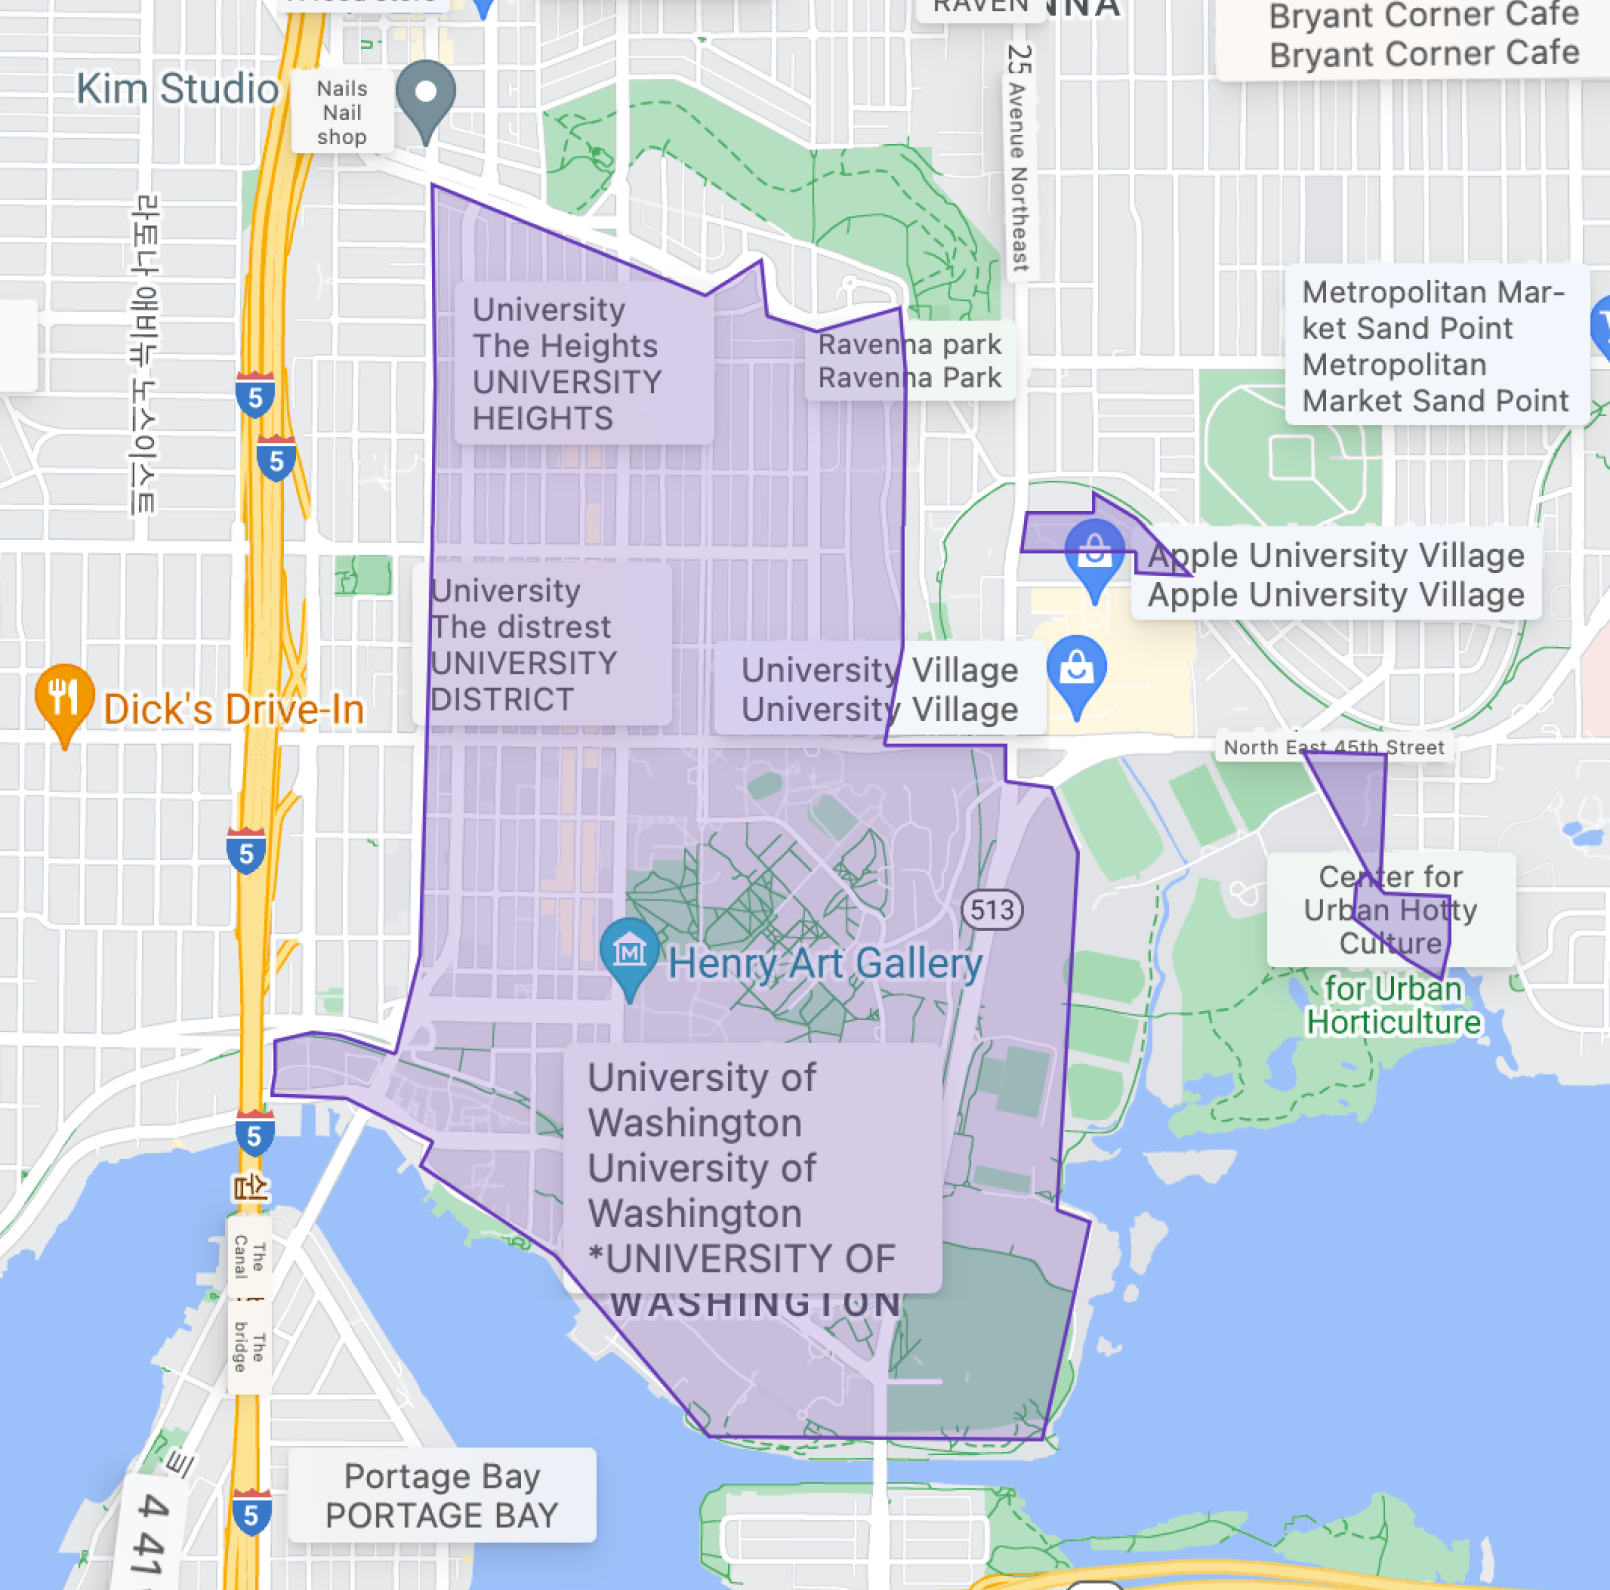 RAVEN
NNA
Bryant Corner Cafe
Bryant Corner Cafe
Kim Studio
Nails
Nail
shop
25 Avenue Northeast
라토나 애비뉴 노스이스트
University
The Heights
UNIVERSITY
HEIGHTS
Ravenna park
Ravenna Park
Metropolitan Mar-
ket Sand Point
Metropolitan
Market Sand Point
5
5
Apple University Village
Apple University Village
University
The distrest
UNIVERSITY
DISTRICT
University Village
University Village
Dick's Drive-In
North East 45th Street
5
513
Center for
Urban Hotty
Culture
for Urban
Horticulture
Henry Art Gallery
University of
Washington
University of
Washington
*UNIVERSITY OF
WASHINGTON
5
The
Canal
The
bridge
Portage Bay
PORTAGE BAY
5
4 41